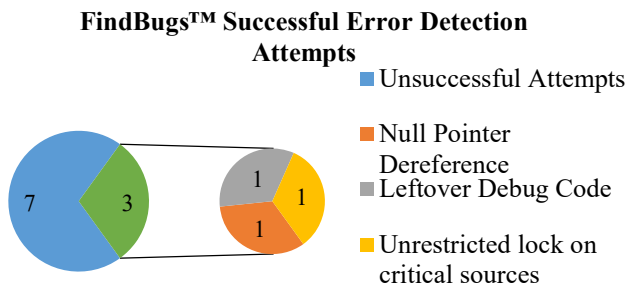 FindBugs™ Successful Error Detection
Attempts
Unsuccessful Attempts
Null Pointer
Dereference
Leftover Debug Code
Unrestricted lock on
critical sources
7
3
1
1
1